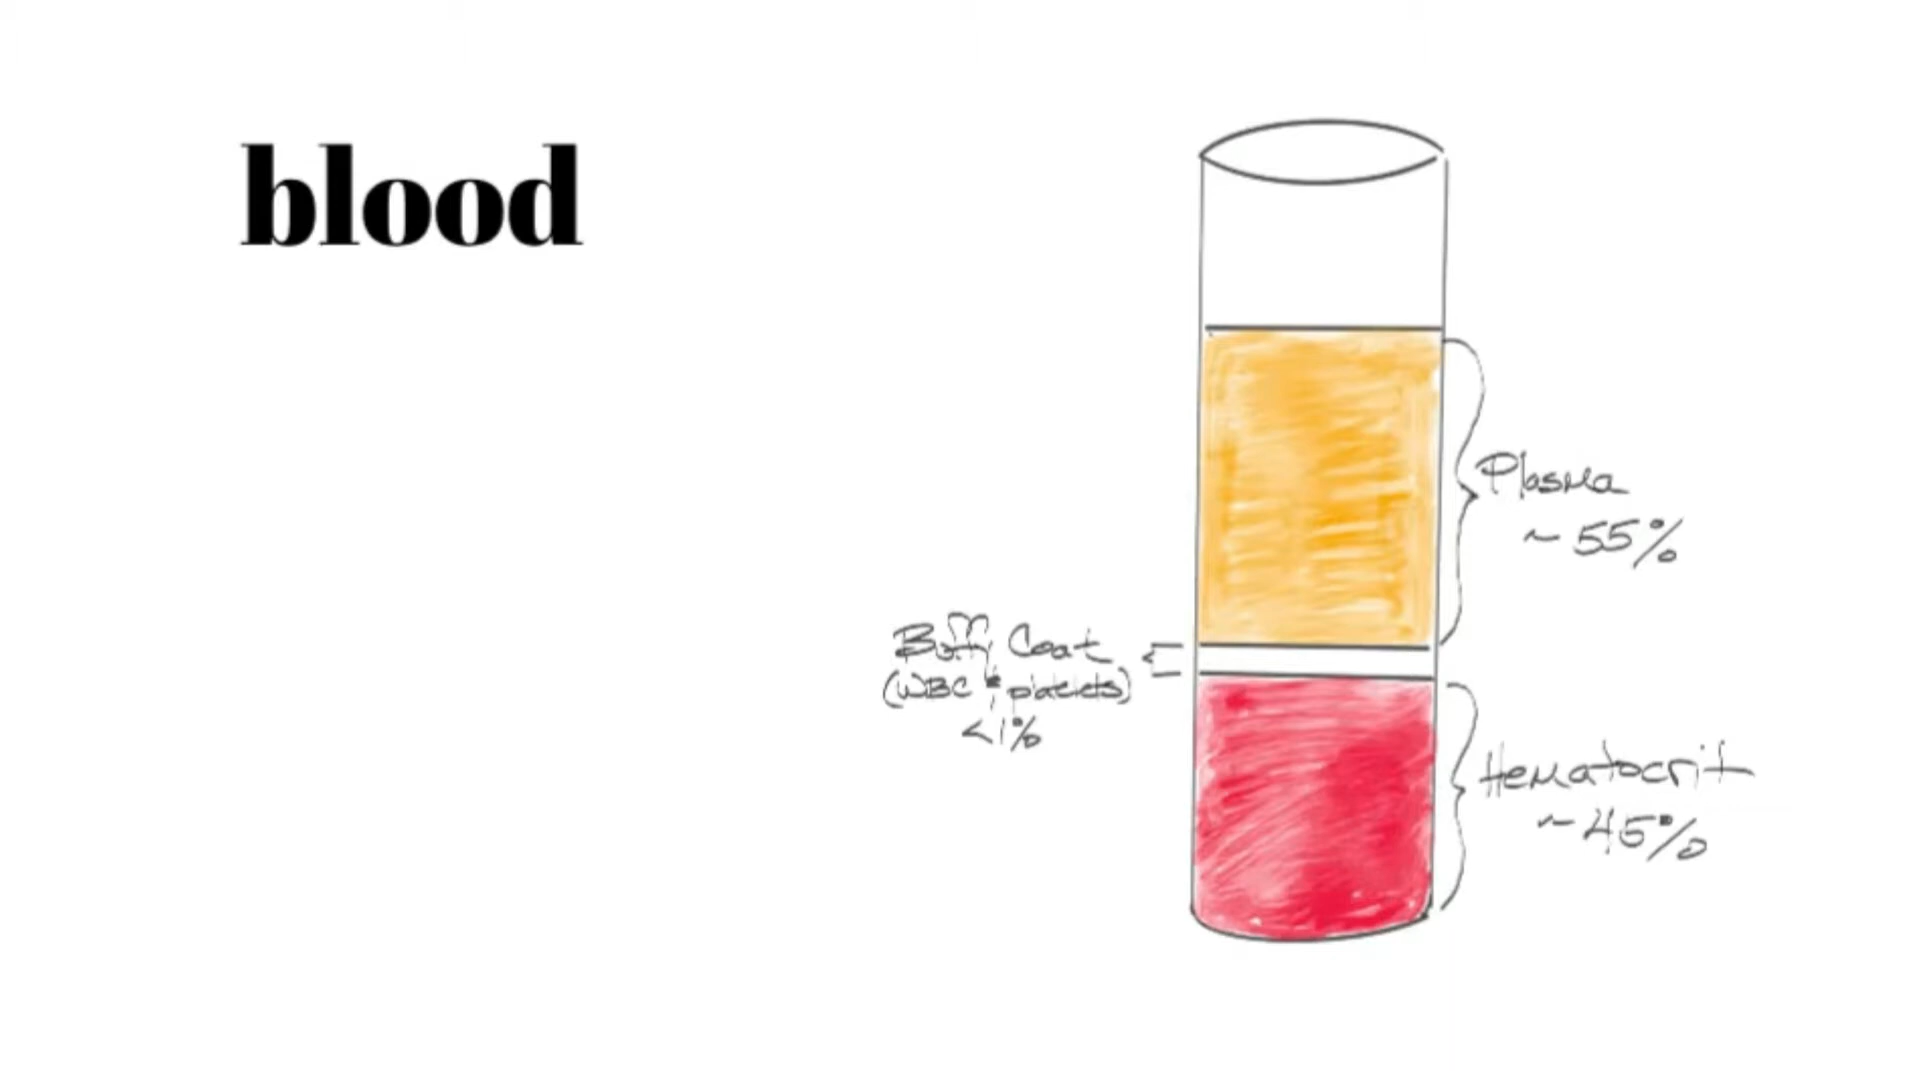 blood
Plasma
~ 55%
Buffy Coat
(WBC & platelets)
<1%
Hematocrit
~ 45%